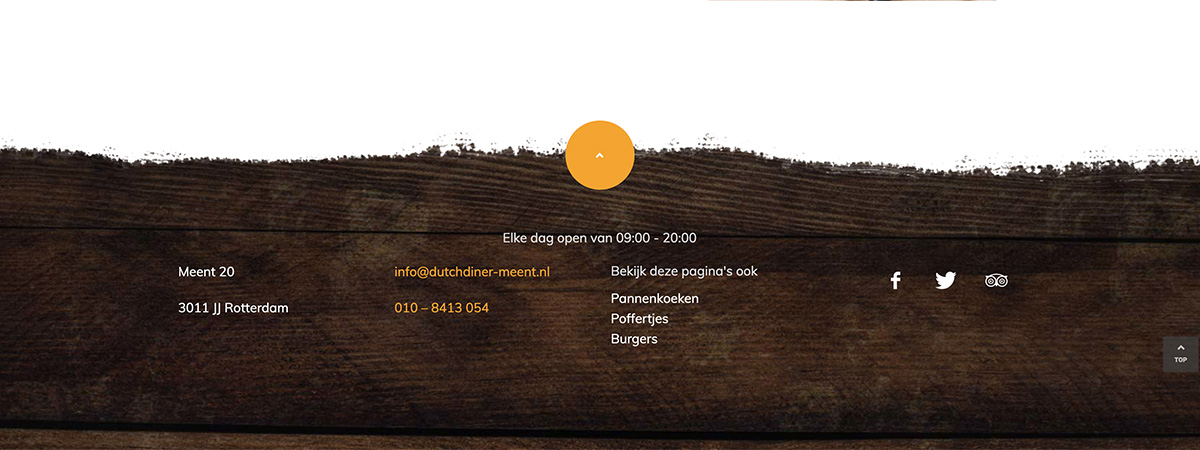 Elke dag open van 09:00 - 20:00
Meent 20
3011 JJ Rotterdam
info@dutchdiner-meent.nl
010 – 8413 054
Bekijk deze pagina's ook
Pannenkoeken
Poffertjes
Burgers
TOP